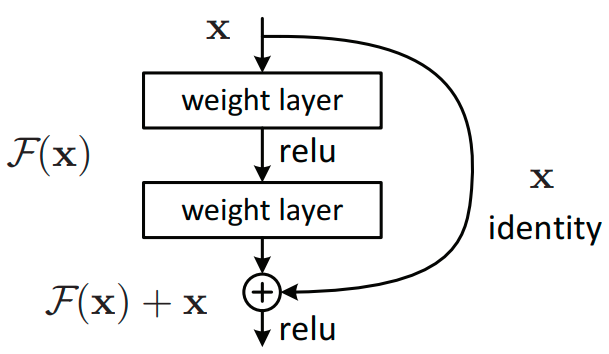 x
weight layer
relu
F(x)
x
weight layer
identity
F(x) + x
relu